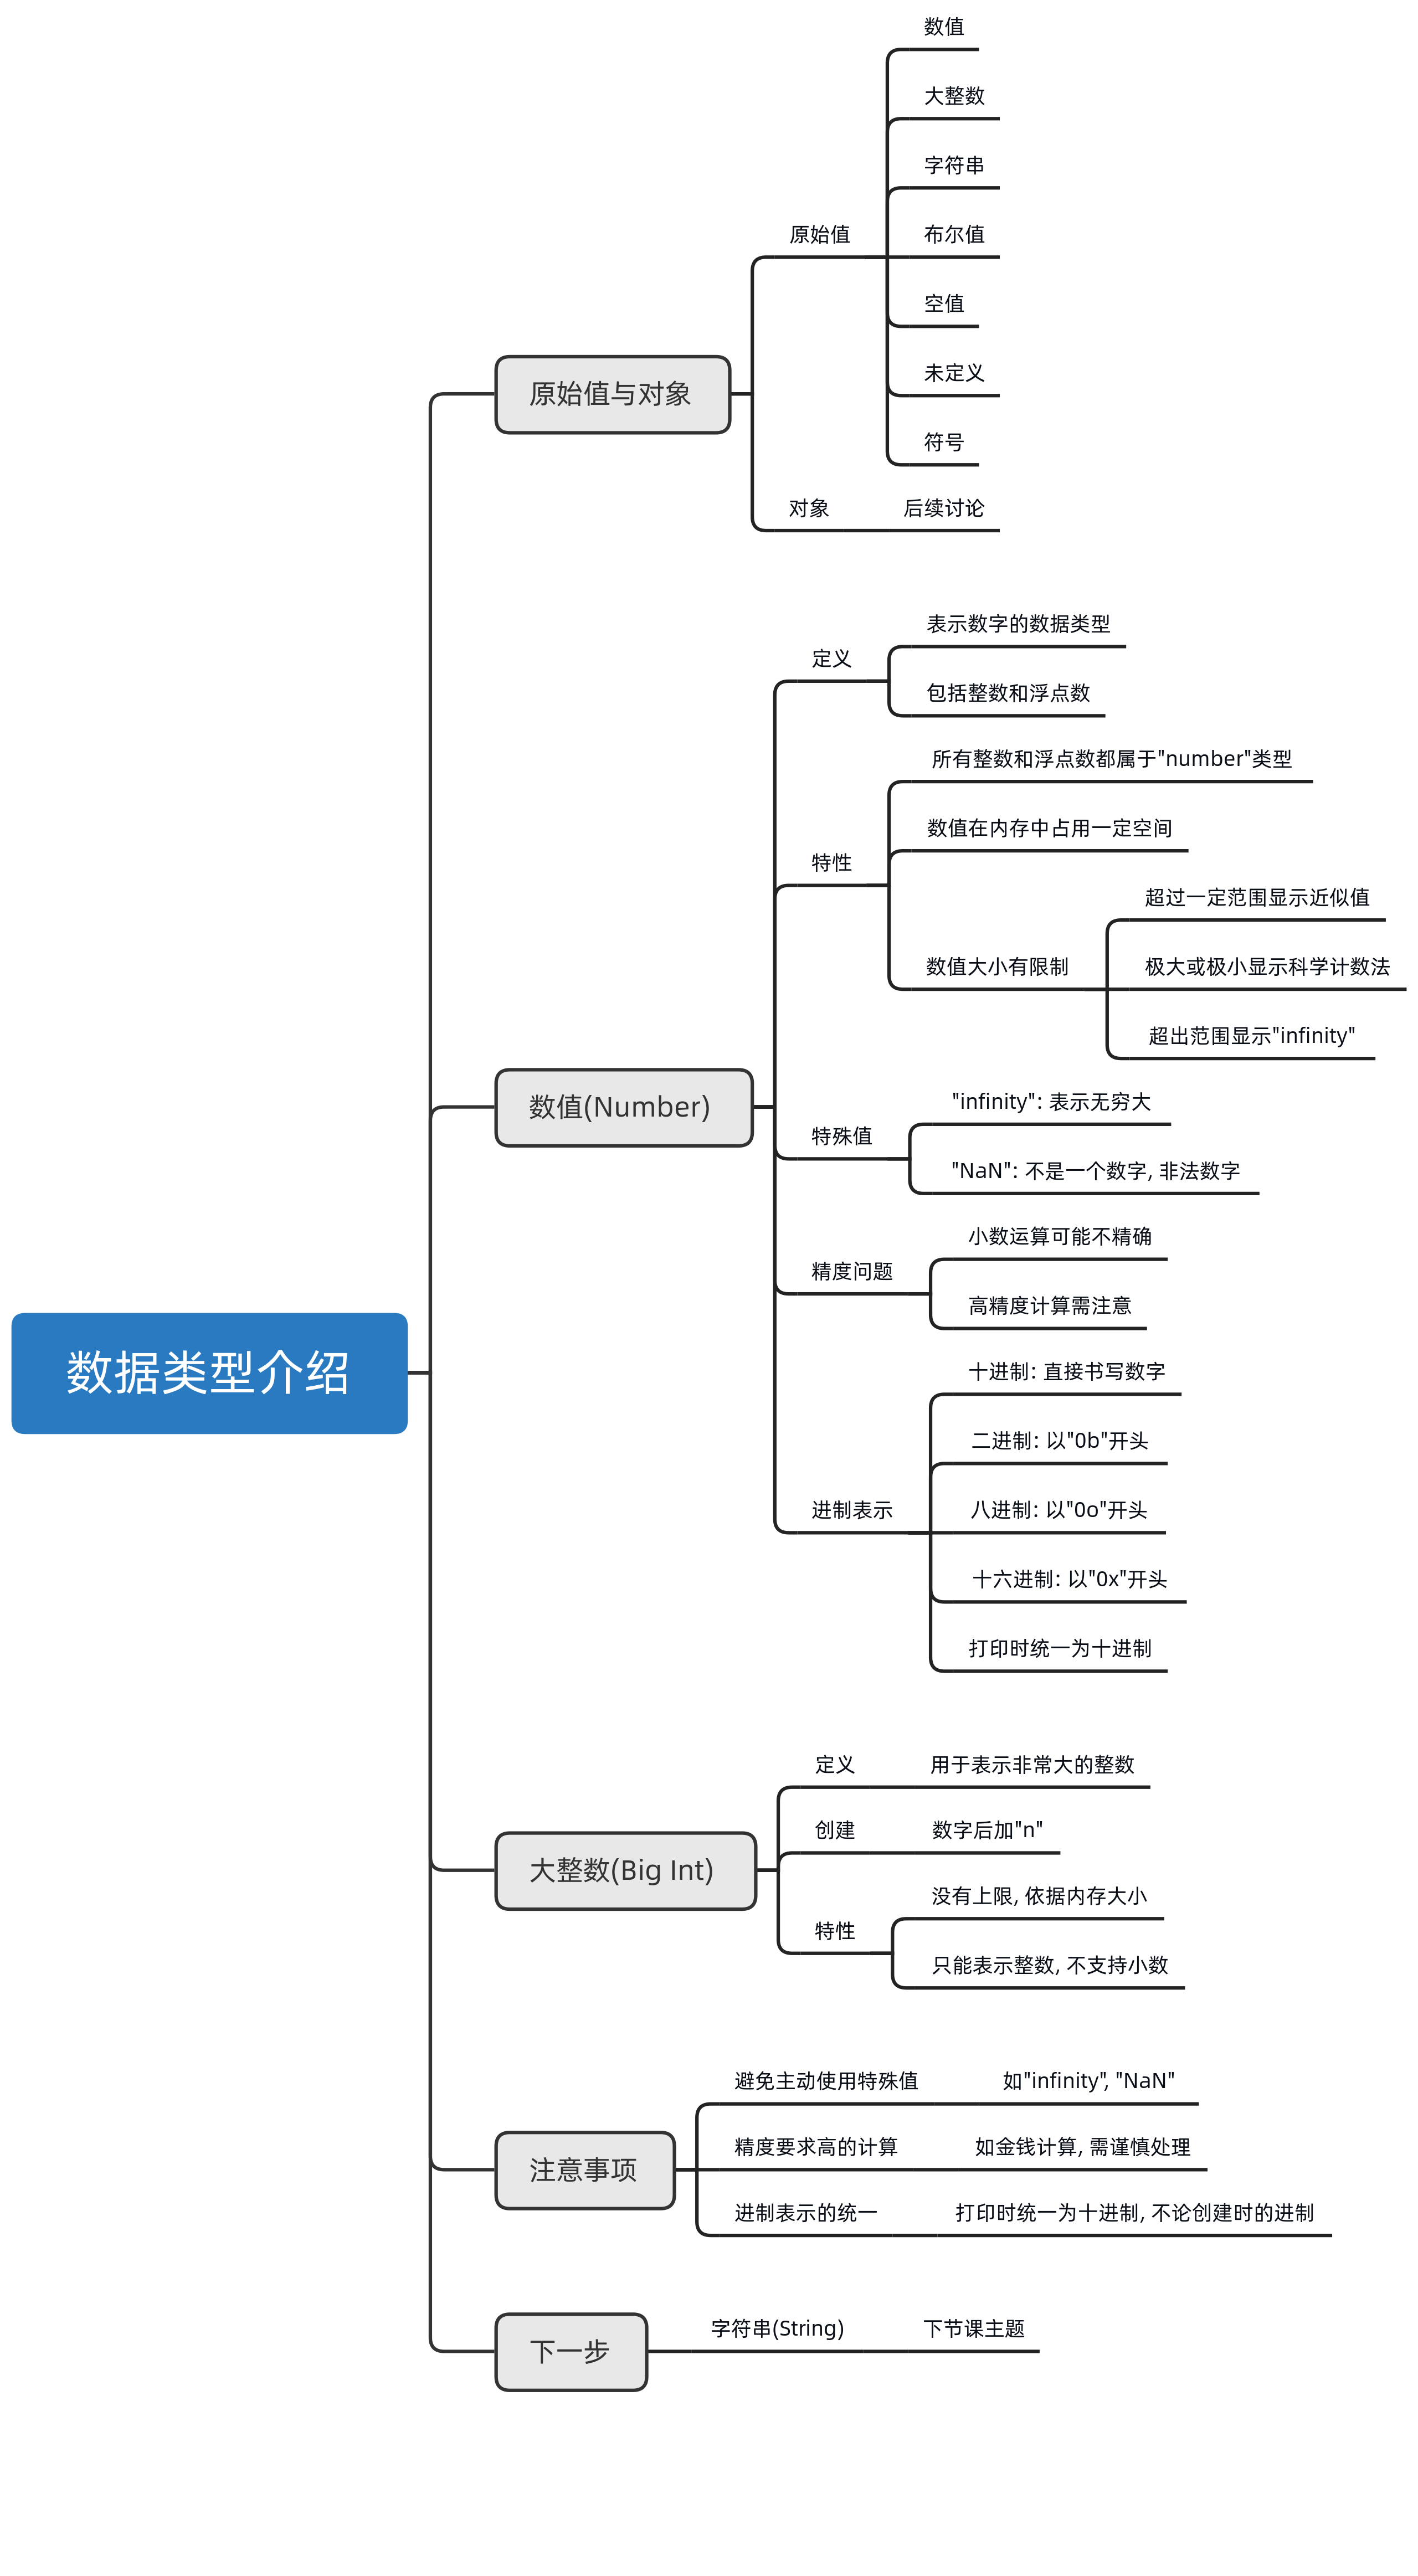 数据类型介绍
原始值与对象
原始值
数值
大整数
字符串
布尔值
空值
未定义
符号
对象
后续讨论
数值(Number)
定义
表示数字的数据类型
包括整数和浮点数
特性
所有整数和浮点数都属于"number"类型
数值在内存中占用一定空间
数值大小有限制
超过一定范围显示近似值
极大或极小显示科学计数法
超出范围显示"infinity"
特殊值
"infinity": 表示无穷大
"NaN": 不是一个数字, 非法数字
精度问题
小数运算可能不精确
高精度计算需注意
进制表示
十进制: 直接书写数字
二进制: 以"0b"开头
八进制: 以"0o"开头
十六进制: 以"0x"开头
打印时统一为十进制
大整数(Big Int)
定义
用于表示非常大的整数
创建
数字后加"n"
特性
没有上限, 依据内存大小
只能表示整数, 不支持小数
注意事项
避免主动使用特殊值
如"infinity", "NaN"
精度要求高的计算
如金钱计算, 需谨慎处理
进制表示的统一
打印时统一为十进制, 不论创建时的进制
下一步
字符串(String)
下节课主题